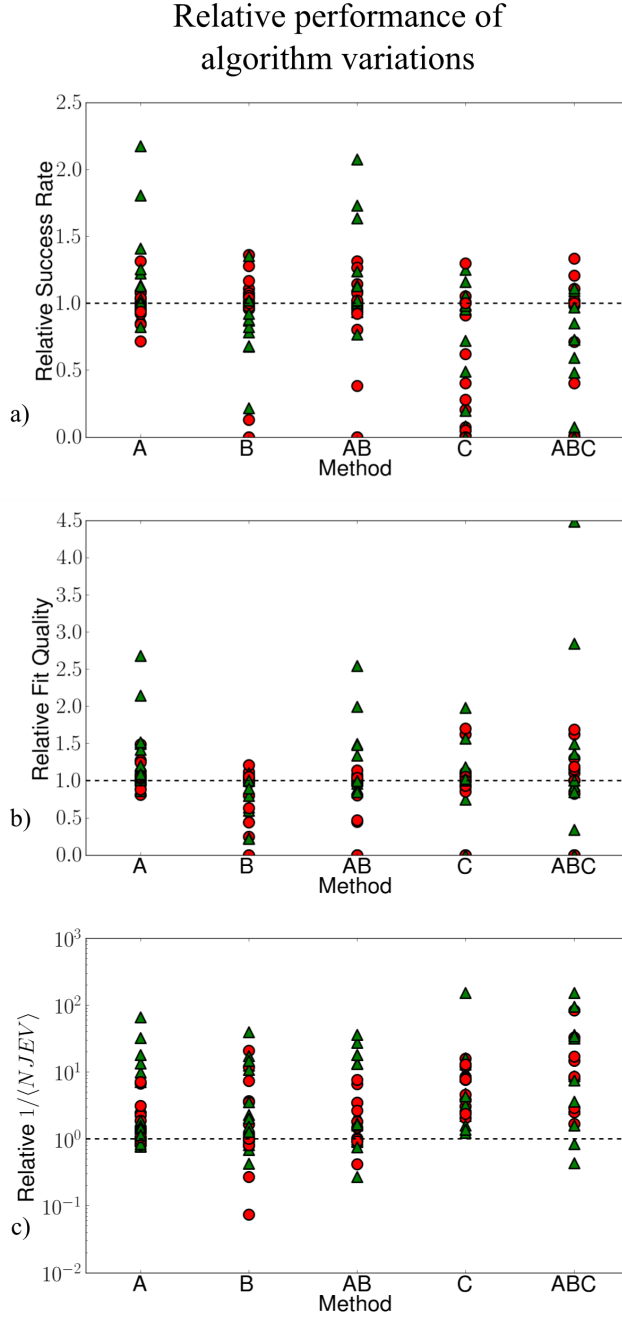 Relative performance of
algorithm variations
2.5
2.0
1.5
1.0
0.5
0.0
Relative Success Rate
a)
A B AB C ABC
Method
4.5
4.0
3.5
3.0
2.5
2.0
1.5
1.0
0.5
0.0
Relative Fit Quality
b)
A B AB C ABC
Method
10³
10²
10¹
10⁰
10⁻¹
10⁻²
Relative 1/⟨NJEV⟩
c)
A B AB C ABC
Method